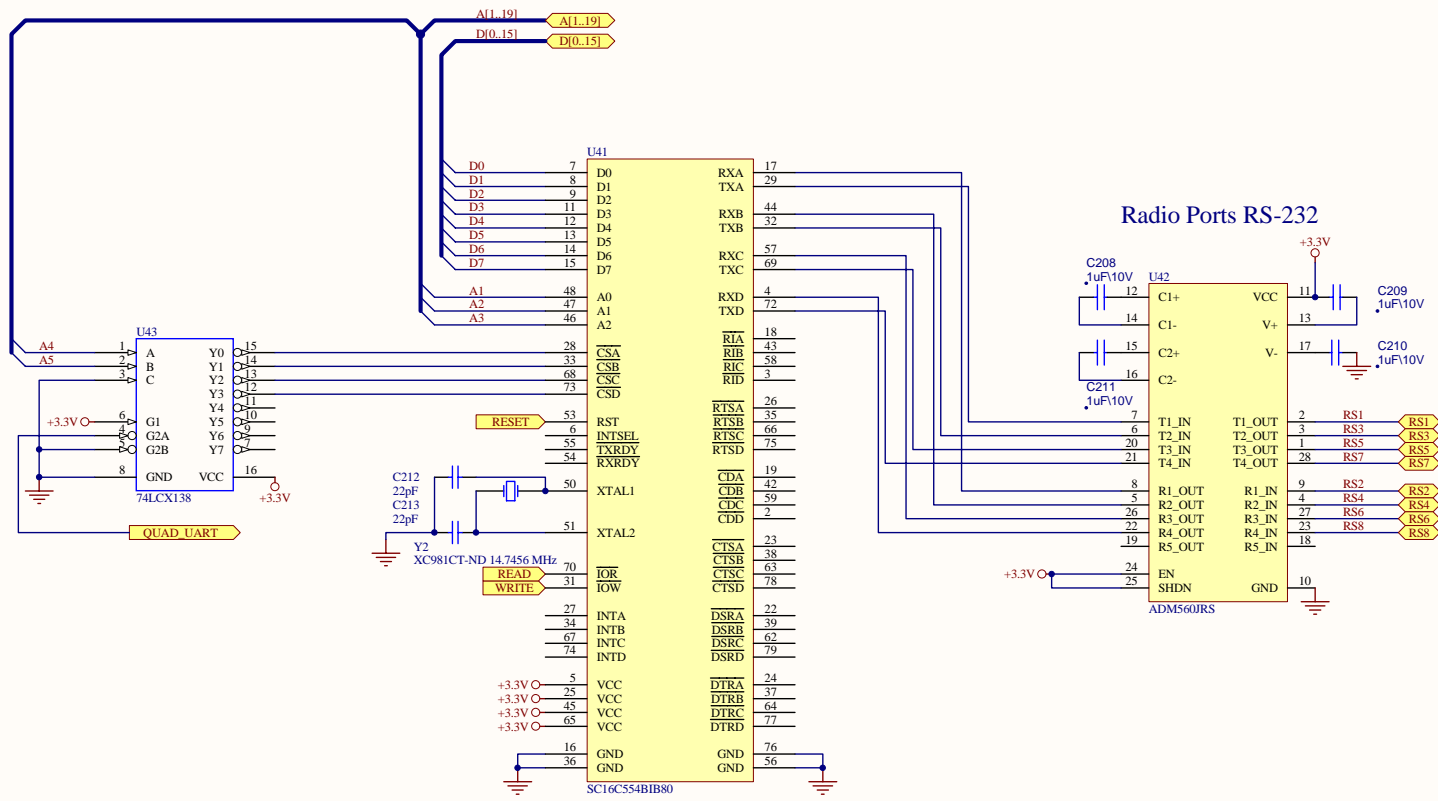 A[1..19] A[1..19]
D[0..15] D[0..15]
U41
D0 7 D0 RXA 17
D1 8 D1 TXA 29
D2 9 D2
D3 11 D3 RXB 44
D4 12 D4 TXB 32
D5 13 D5
D6 14 D6 RXC 57
D7 15 D7 TXC 69
A1 48 A0 RXD 4
A2 47 A1 TXD 72
A3 46 A2
RIA 18
28 CSA RIB 43
33 CSB RIC 58
68 CSC RID 3
73 CSD
RTSA 26
RESET 53 RST RTSB 35
6 INTSEL RTSC 66
55 TXRDY RTSD 75
54 RXRDY
CDA 19
50 XTAL1 CDB 42
CDC 59
CDD 2
51 XTAL2
CTSA 23
CTSB 38
READ 70 IOR CTSC 63
WRITE 31 IOW CTSD 78
27 INTA DSRA 22
34 INTB DSRB 39
67 INTC DSRC 62
74 INTD DSRD 79
+3.3V 5 VCC DTRA 24
+3.3V 25 VCC DTRB 37
+3.3V 45 VCC DTRC 64
+3.3V 65 VCC DTRD 77
16 GND GND 76
36 GND GND 56
SC16C554BIB80
U43
A4 1 A Y0 15
A5 2 B Y1 14
3 C Y2 13
Y3 12
Y4 11
+3.3V 6 G1 Y5 10
4 G2A Y6 9
5 G2B Y7 7
8 GND VCC 16
74LCX138
+3.3V
QUAD_UART
C212
22pF
C213
22pF
Y2
XC981CT-ND 14.7456 MHz
Radio Ports RS-232
+3.3V
C208
.1uF\10V
U42
12 C1+ VCC 11
C209
.1uF\10V
14 C1- V+ 13
15 C2+ V- 17
C210
.1uF\10V
16 C2-
C211
.1uF\10V
7 T1_IN T1_OUT 2 RS1 RS1
6 T2_IN T2_OUT 3 RS3 RS3
20 T3_IN T3_OUT 1 RS5 RS5
21 T4_IN T4_OUT 28 RS7 RS7
8 R1_OUT R1_IN 9 RS2 RS2
5 R2_OUT R2_IN 4 RS4 RS4
26 R3_OUT R3_IN 27 RS6 RS6
22 R4_OUT R4_IN 23 RS8 RS8
19 R5_OUT R5_IN 18
+3.3V 24 EN
25 SHDN GND 10
ADM560JRS